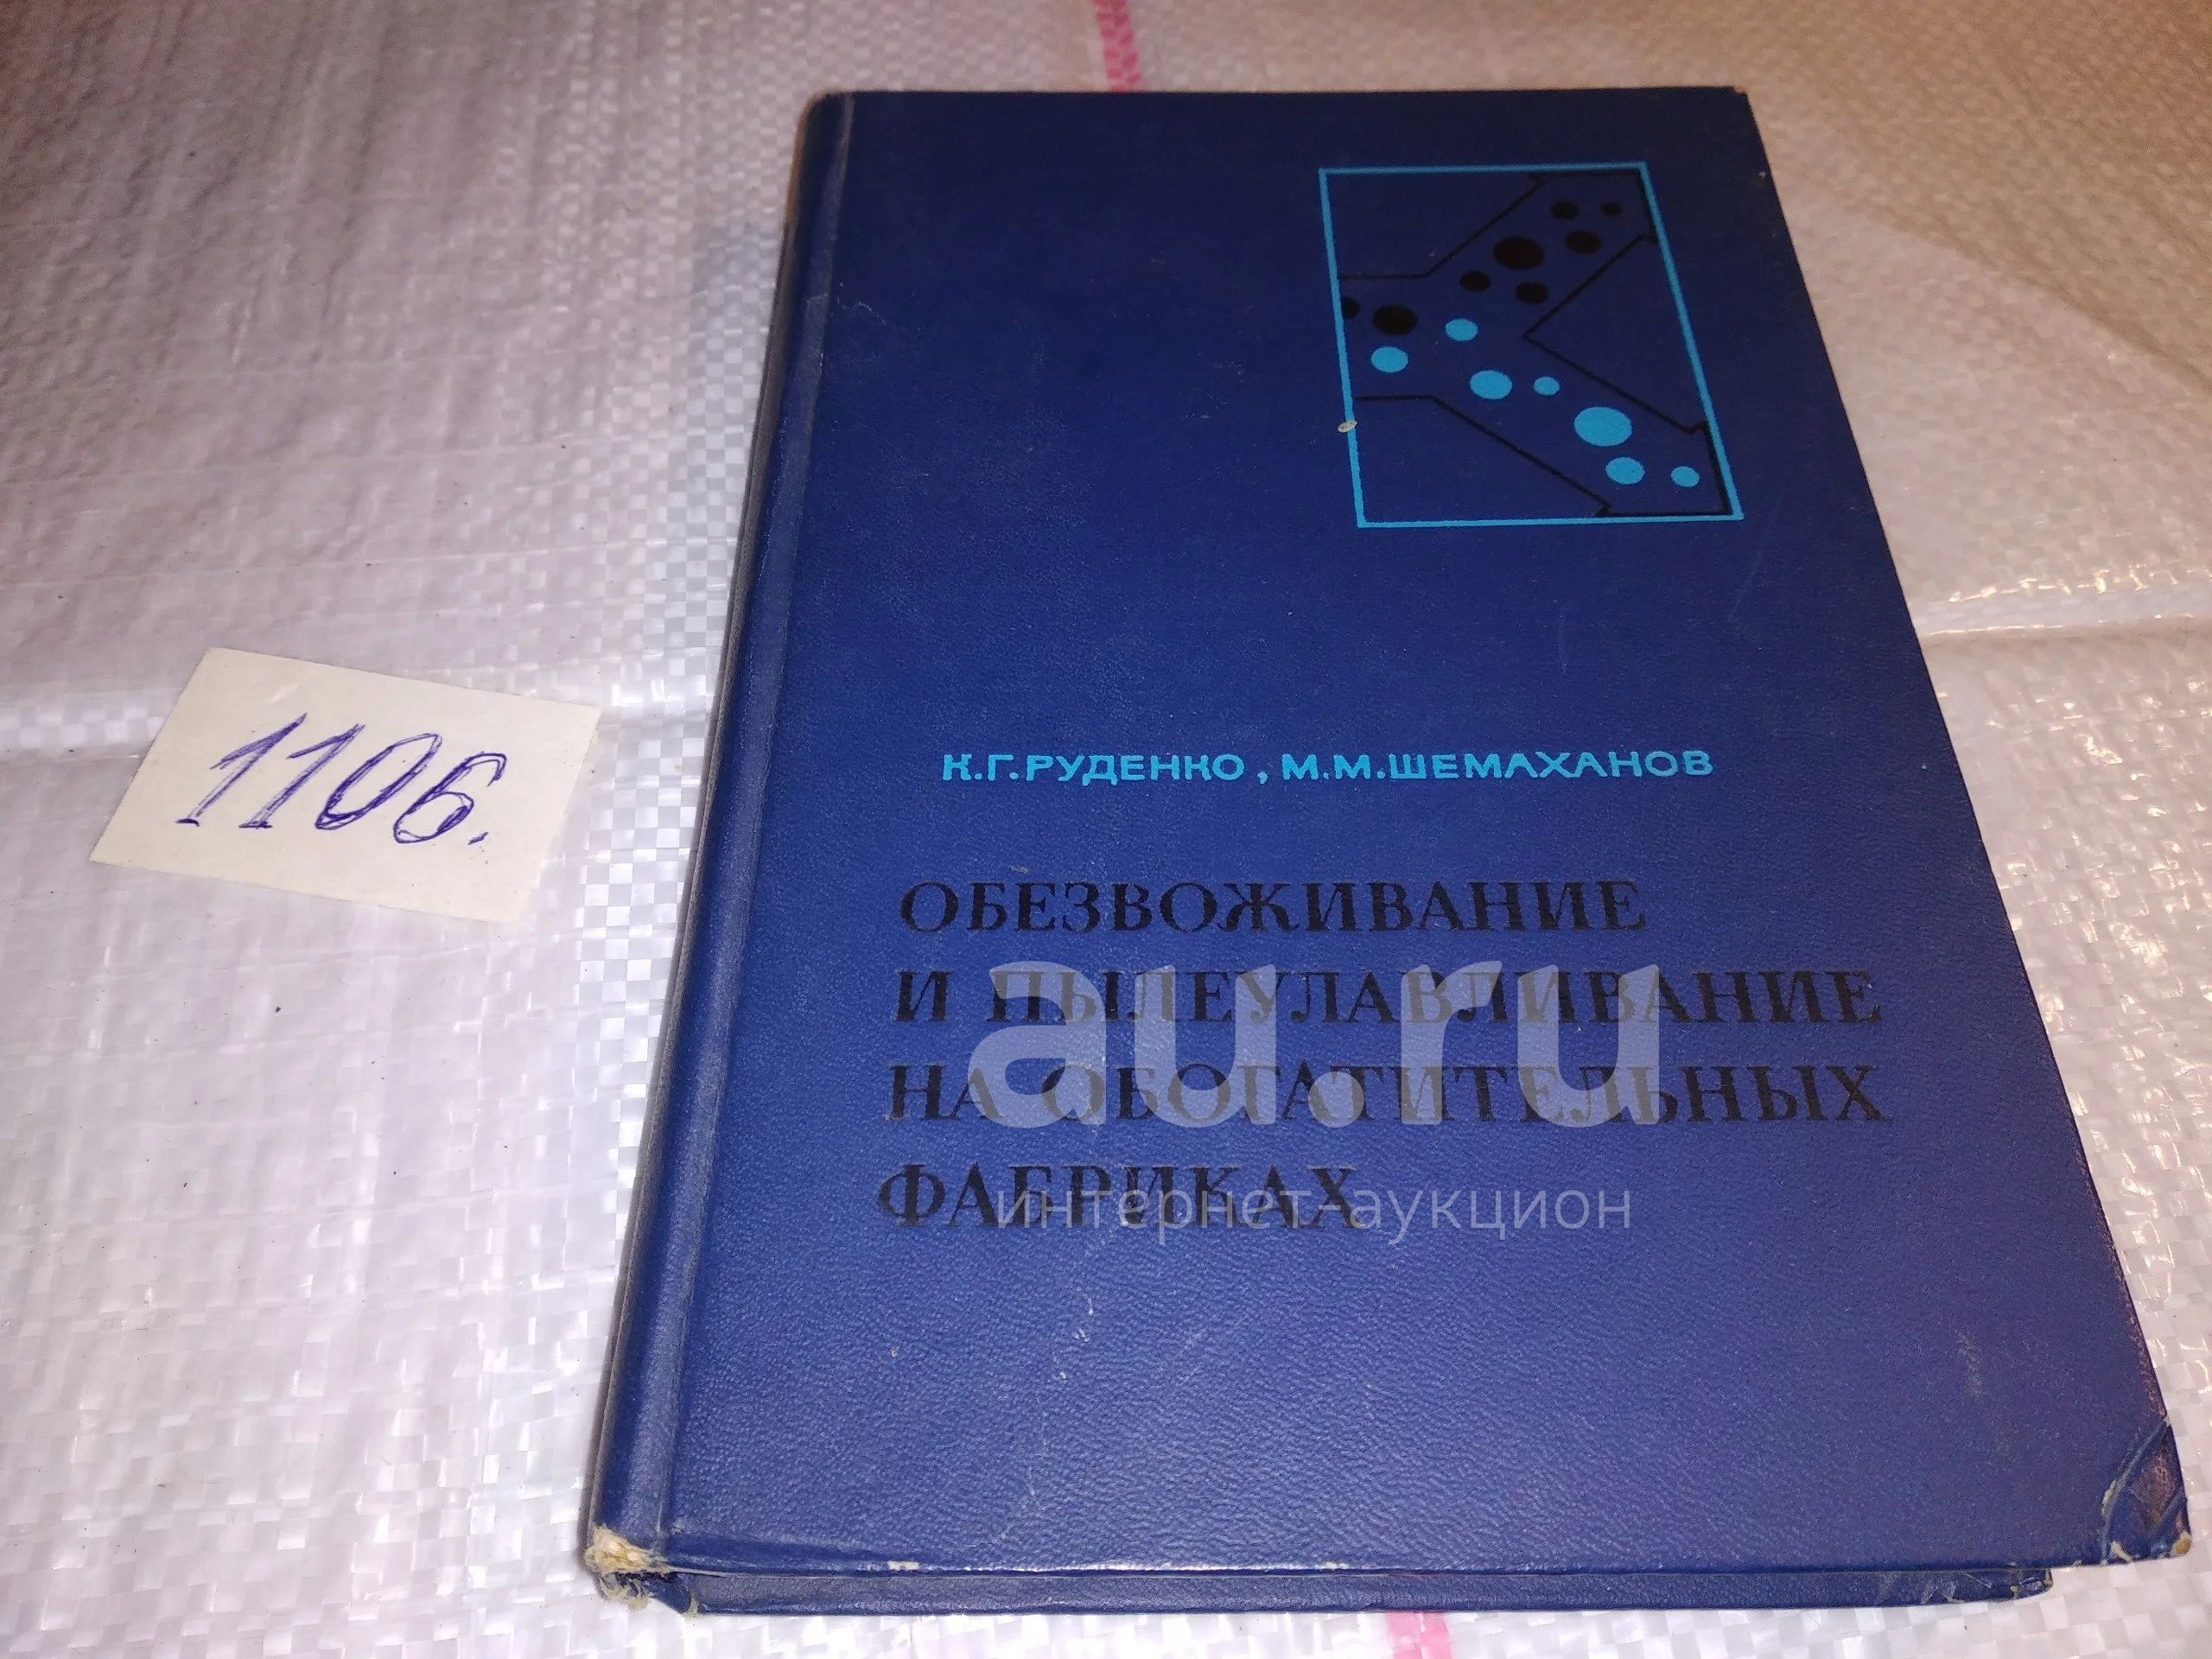 1106.
К.Г.РУДЕНКО, М.М.ШЕМАХАНОВ
ОБЕЗВОЖИВАНИЕ
И ПЫЛЕУЛАВЛИВАНИЕ
НА ОБОГАТИТЕЛЬНЫХ
ФАБРИКАХ
au.ru
интернет-аукцион